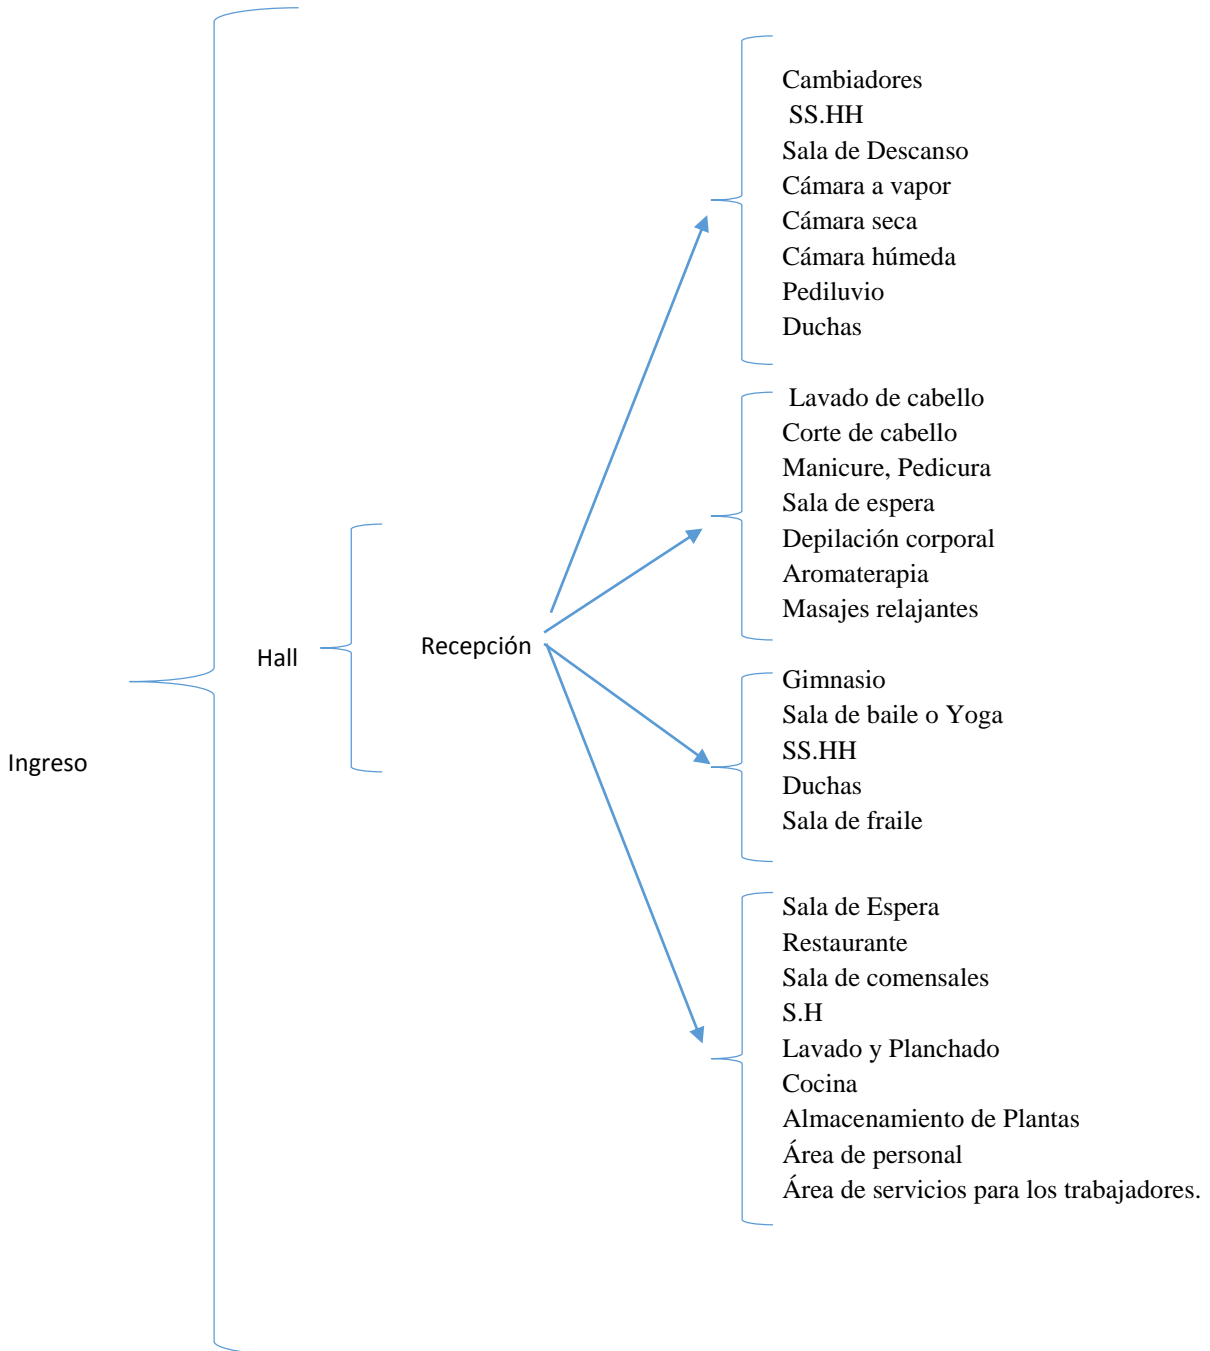 Ingreso
Hall
Recepción
Cambiadores
SS.HH
Sala de Descanso
Cámara a vapor
Cámara seca
Cámara húmeda
Pediluvio
Duchas
Lavado de cabello
Corte de cabello
Manicure, Pedicura
Sala de espera
Depilación corporal
Aromaterapia
Masajes relajantes
Gimnasio
Sala de baile o Yoga
SS.HH
Duchas
Sala de fraile
Sala de Espera
Restaurante
Sala de comensales
S.H
Lavado y Planchado
Cocina
Almacenamiento de Plantas
Área de personal
Área de servicios para los trabajadores.